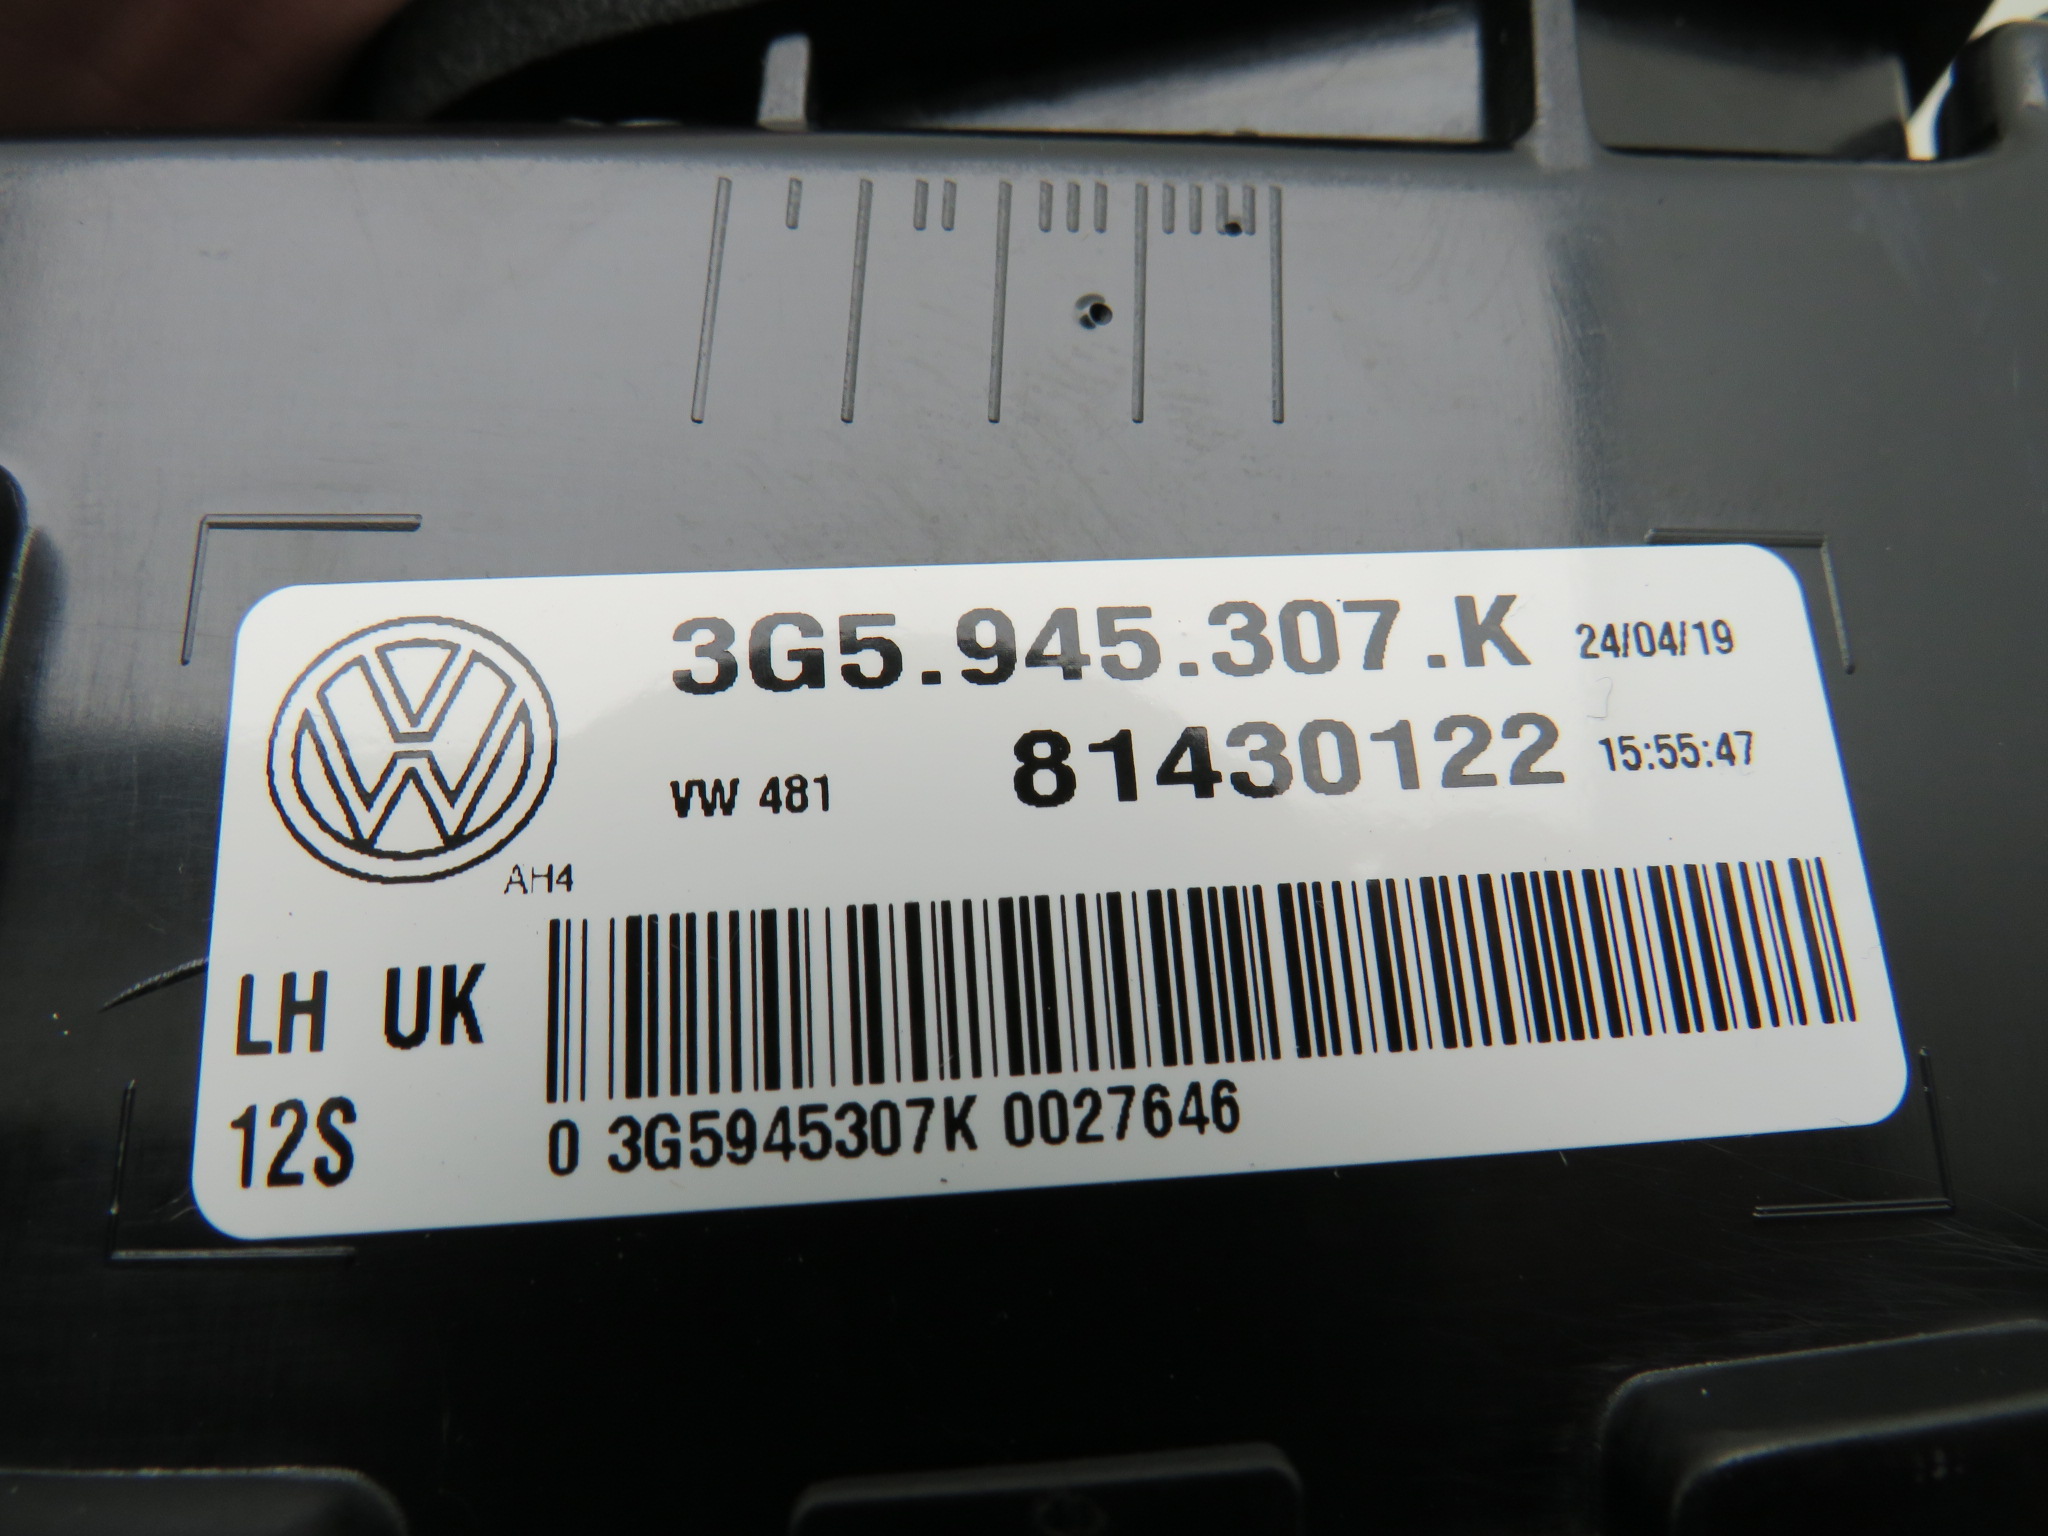 3G5.945.307.K 24/04/19
VW 481 81430122 15:55:47
AH4
LH UK
12S
0 3G5945307K 0027646